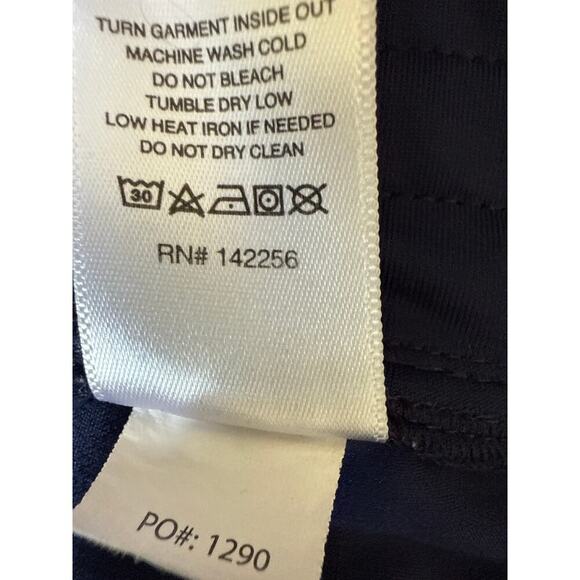 TURN GARMENT INSIDE OUT
MACHINE WASH COLD
DO NOT BLEACH
TUMBLE DRY LOW
LOW HEAT IRON IF NEEDED
DO NOT DRY CLEAN
30
RN# 142256
PO#: 1290